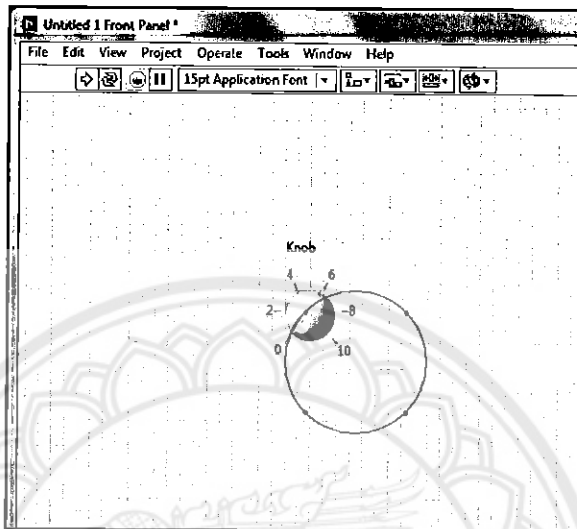 Untitled 1 Front Panel *
File Edit View Project Operate Tools Window Help
15pt Application Font
Knob
4 6
2 8
0 10